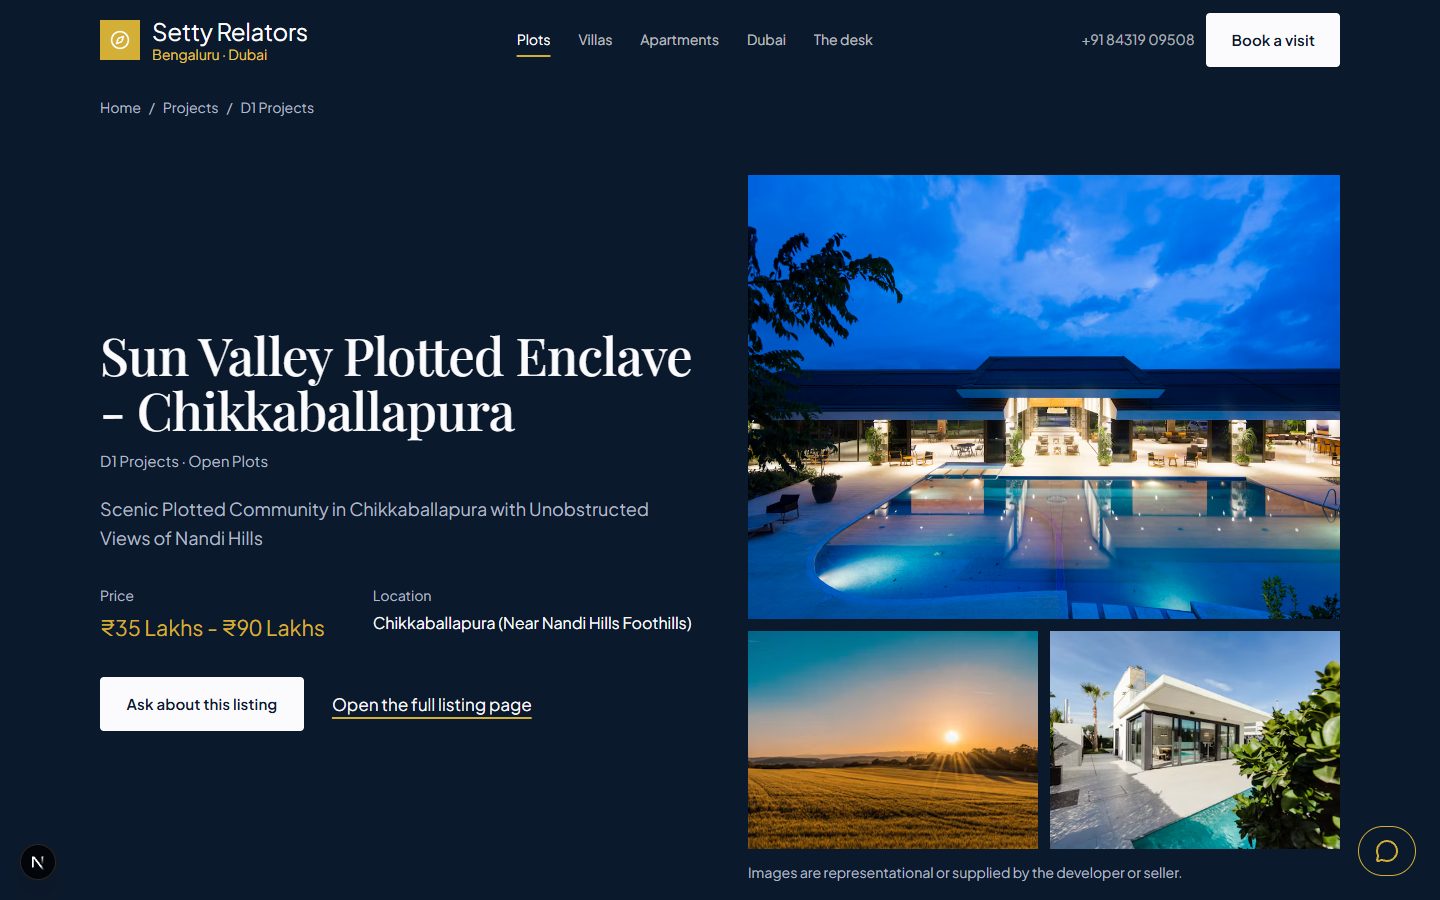 Setty Relators
Bengaluru · Dubai
Plots
Villas
Apartments
Dubai
The desk
+91 84319 09508
Book a visit
Home / Projects / D1 Projects
Sun Valley Plotted Enclave
- Chikkaballapura
D1 Projects · Open Plots
Scenic Plotted Community in Chikkaballapura with Unobstructed
Views of Nandi Hills
Price
₹35 Lakhs - ₹90 Lakhs
Location
Chikkaballapura (Near Nandi Hills Foothills)
Ask about this listing
Open the full listing page
Images are representational or supplied by the developer or seller.
N